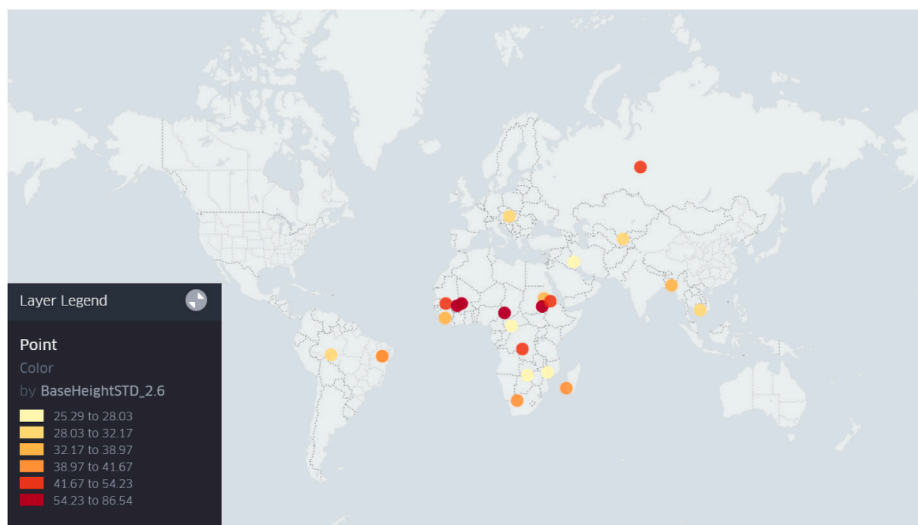 Layer Legend
Point
Color
by BaseHeightSTD_2.6
25.29 to 28.03
28.03 to 32.17
32.17 to 38.97
38.97 to 41.67
41.67 to 54.23
54.23 to 86.54